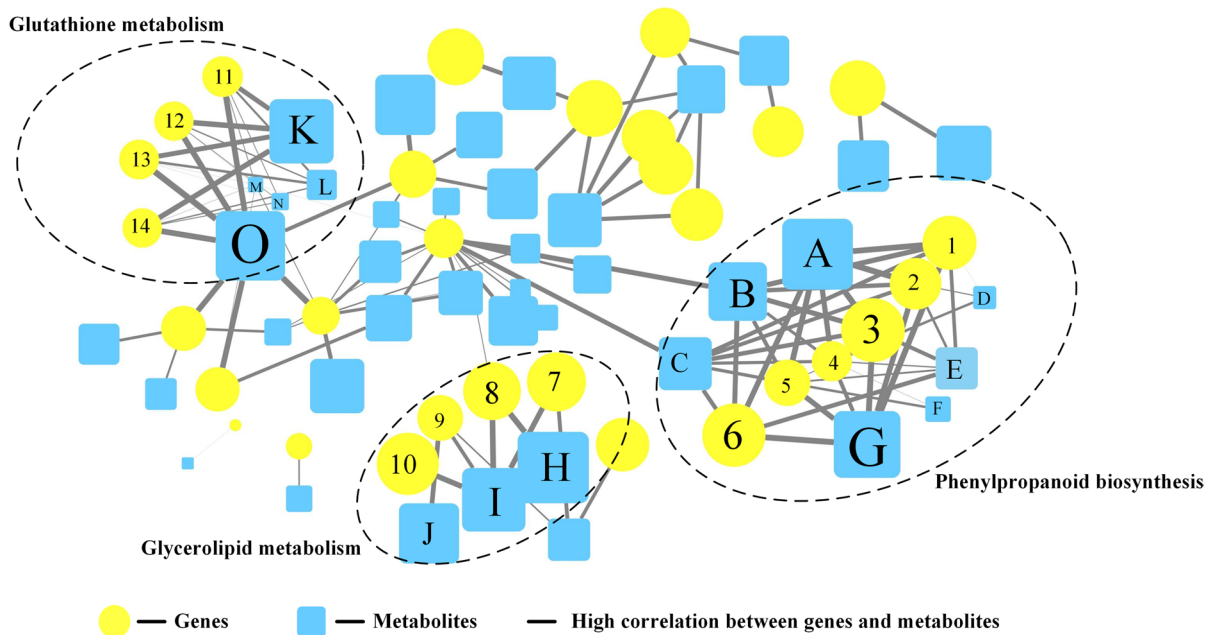 Glutathione metabolism
11
K
12
13
M
L
N
14
O
A
1
B
2
D
3
C
4
E
5
F
6
G
7
8
9
H
10
I
J
Phenylpropanoid biosynthesis
Glycerolipid metabolism
Genes
Metabolites
High correlation between genes and metabolites